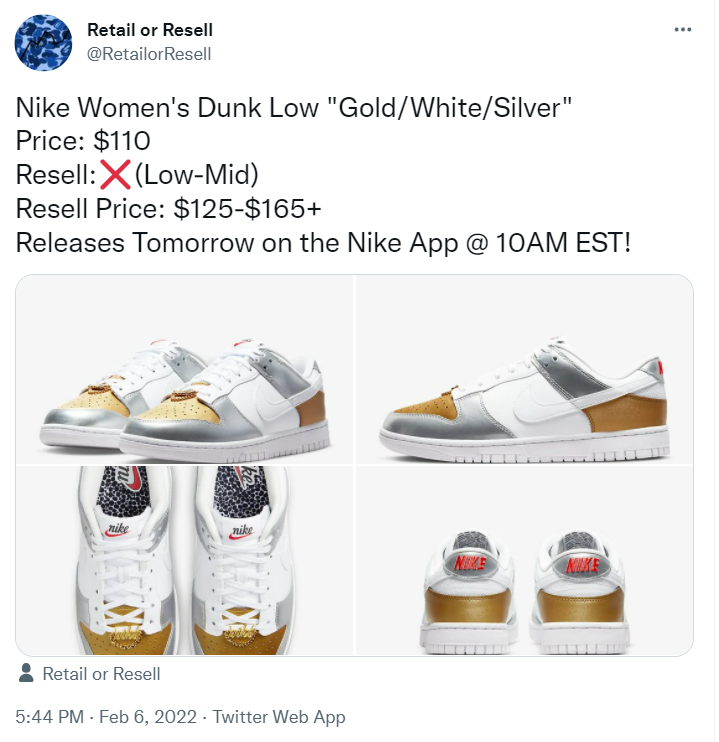 Retail or Resell
@RetailorResell
Nike Women's Dunk Low "Gold/White/Silver"
Price: $110
Resell:❌(Low-Mid)
Resell Price: $125-$165+
Releases Tomorrow on the Nike App @ 10AM EST!
nike
nike
NIKE
NIKE
Retail or Resell
5:44 PM · Feb 6, 2022 · Twitter Web App